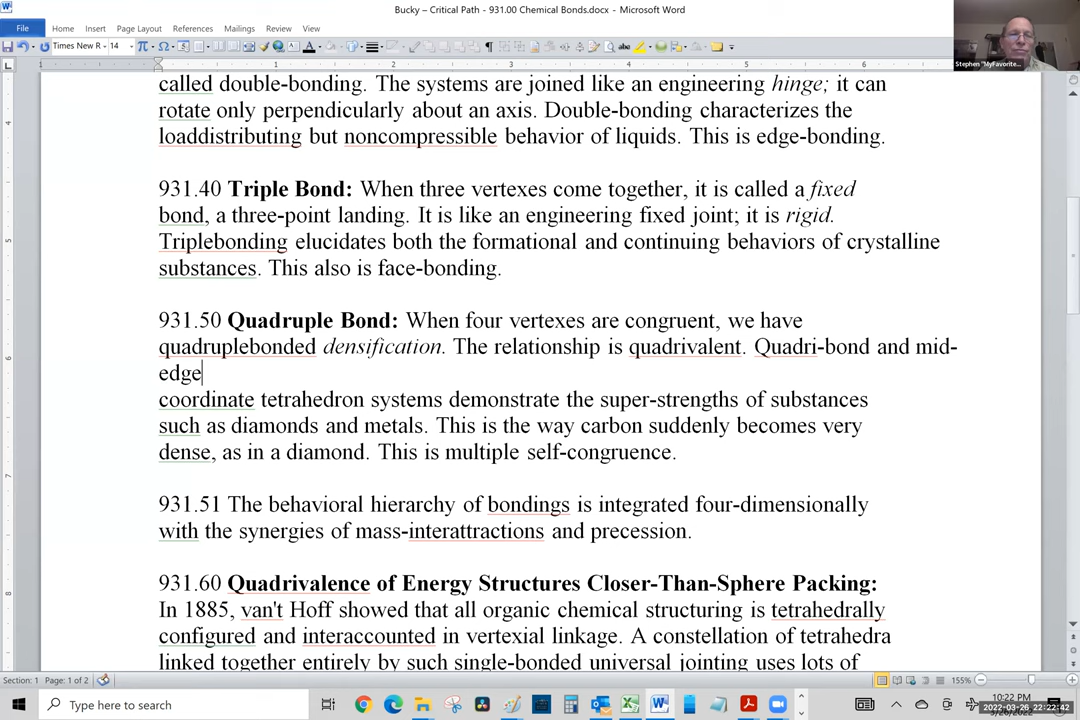 Bucky – Critical Path - 931.00 Chemical Bonds.docx - Microsoft Word
File Home Insert Page Layout References Mailings Review View
Times New R 14
Stephen "MyFavorite...
called double-bonding. The systems are joined like an engineering hinge; it can
rotate only perpendicularly about an axis. Double-bonding characterizes the
loaddistributing but noncompressible behavior of liquids. This is edge-bonding.
931.40 Triple Bond: When three vertexes come together, it is called a fixed
bond, a three-point landing. It is like an engineering fixed joint; it is rigid.
Triplebonding elucidates both the formational and continuing behaviors of crystalline
substances. This also is face-bonding.
931.50 Quadruple Bond: When four vertexes are congruent, we have
quadruplebonded densification. The relationship is quadrivalent. Quadri-bond and mid-
edge
coordinate tetrahedron systems demonstrate the super-strengths of substances
such as diamonds and metals. This is the way carbon suddenly becomes very
dense, as in a diamond. This is multiple self-congruence.
931.51 The behavioral hierarchy of bondings is integrated four-dimensionally
with the synergies of mass-interattractions and precession.
931.60 Quadrivalence of Energy Structures Closer-Than-Sphere Packing:
In 1885, van't Hoff showed that all organic chemical structuring is tetrahedrally
configured and interaccounted in vertexial linkage. A constellation of tetrahedra
linked together entirely by such single-bonded universal jointing uses lots of
Section: 1 Page: 1 of 2
155%
Type here to search
10:22 PM
2022-03-26 22:22:42